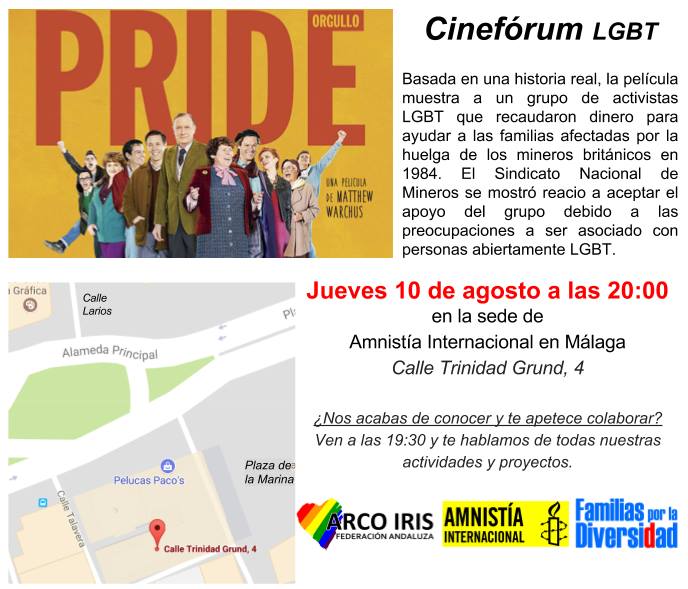 ORGULLO
PRIDE
UNA PELICULA
DE MATTHEW
WARCHUS
Cinefórum LGBT
Basada en una historia real, la película
muestra a un grupo de activistas
LGBT que recaudaron dinero para
ayudar a las familias afectadas por la
huelga de los mineros británicos en
1984. El Sindicato Nacional de
Mineros se mostró reacio a aceptar el
apoyo del grupo debido a las
preocupaciones a ser asociado con
personas abiertamente LGBT.
Jueves 10 de agosto a las 20:00
en la sede de
Amnistía Internacional en Málaga
Calle Trinidad Grund, 4
¿Nos acabas de conocer y te apetece colaborar?
Ven a las 19:30 y te hablamos de todas nuestras
actividades y proyectos.
a Gráfica
Calle
Larios
Pl
Alameda Principal
Plaza de
la Marina
Pelucas Paco's
Calle Talavera
Calle Trinidad Grund, 4
ARCO IRIS
FEDERACIÓN ANDALUZA
AMNISTÍA
INTERNACIONAL
Familias por la
Diversidad